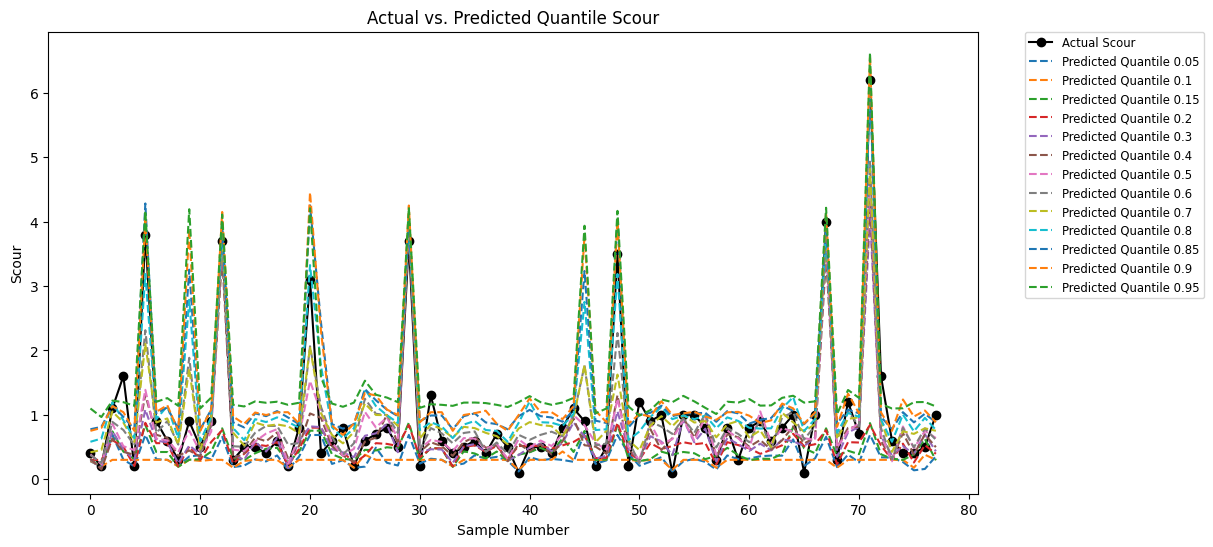 Actual vs. Predicted Quantile Scour
Scour
6
5
4
3
2
1
0
0 10 20 30 40 50 60 70 80
Sample Number
Actual Scour
Predicted Quantile 0.05
Predicted Quantile 0.1
Predicted Quantile 0.15
Predicted Quantile 0.2
Predicted Quantile 0.3
Predicted Quantile 0.4
Predicted Quantile 0.5
Predicted Quantile 0.6
Predicted Quantile 0.7
Predicted Quantile 0.8
Predicted Quantile 0.85
Predicted Quantile 0.9
Predicted Quantile 0.95